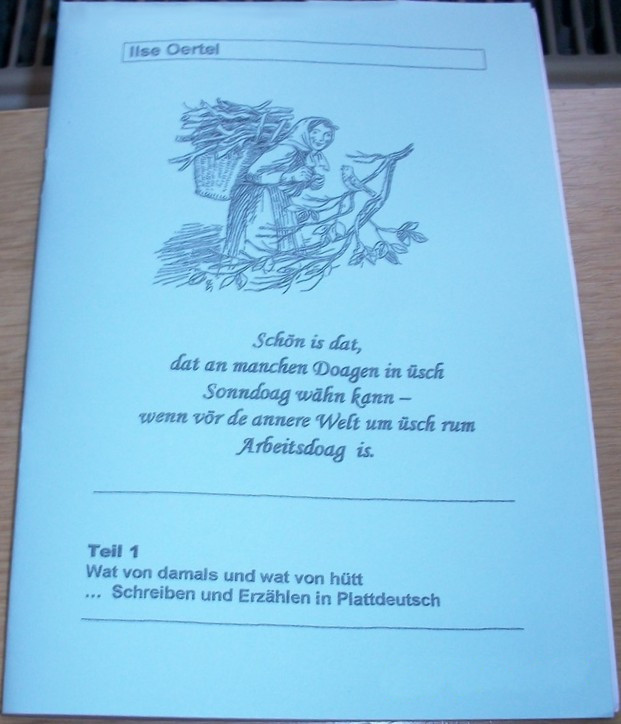 Ilse Oertel
Schön is dat,
dat an manchen Doagen in üsch
Sonndoag wähn kann –
wenn vör de annere Welt um üsch rum
Arbeitsdoag is.
Teil 1
Wat von damals und wat von hütt
... Schreiben und Erzählen in Plattdeutsch